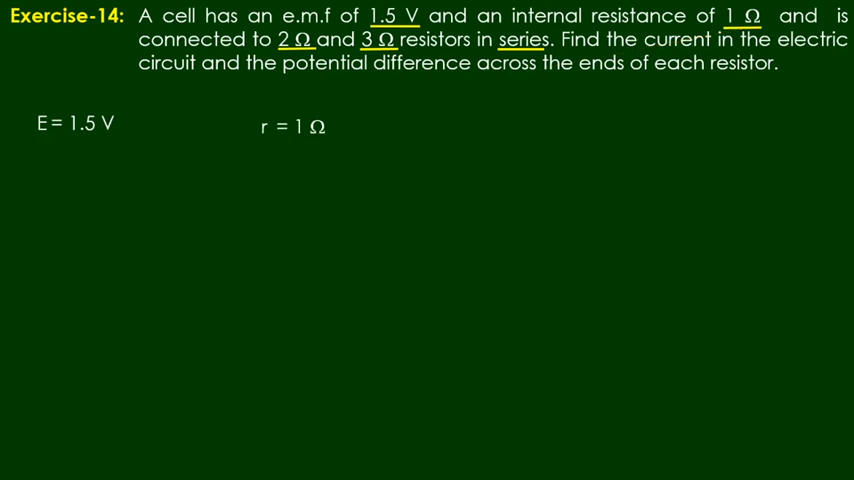 Exercise-14: A cell has an e.m.f of 1.5 V and an internal resistance of 1 Ω and is
connected to 2 Ω and 3 Ω resistors in series. Find the current in the electric
circuit and the potential difference across the ends of each resistor.
E = 1.5 V r = 1 Ω